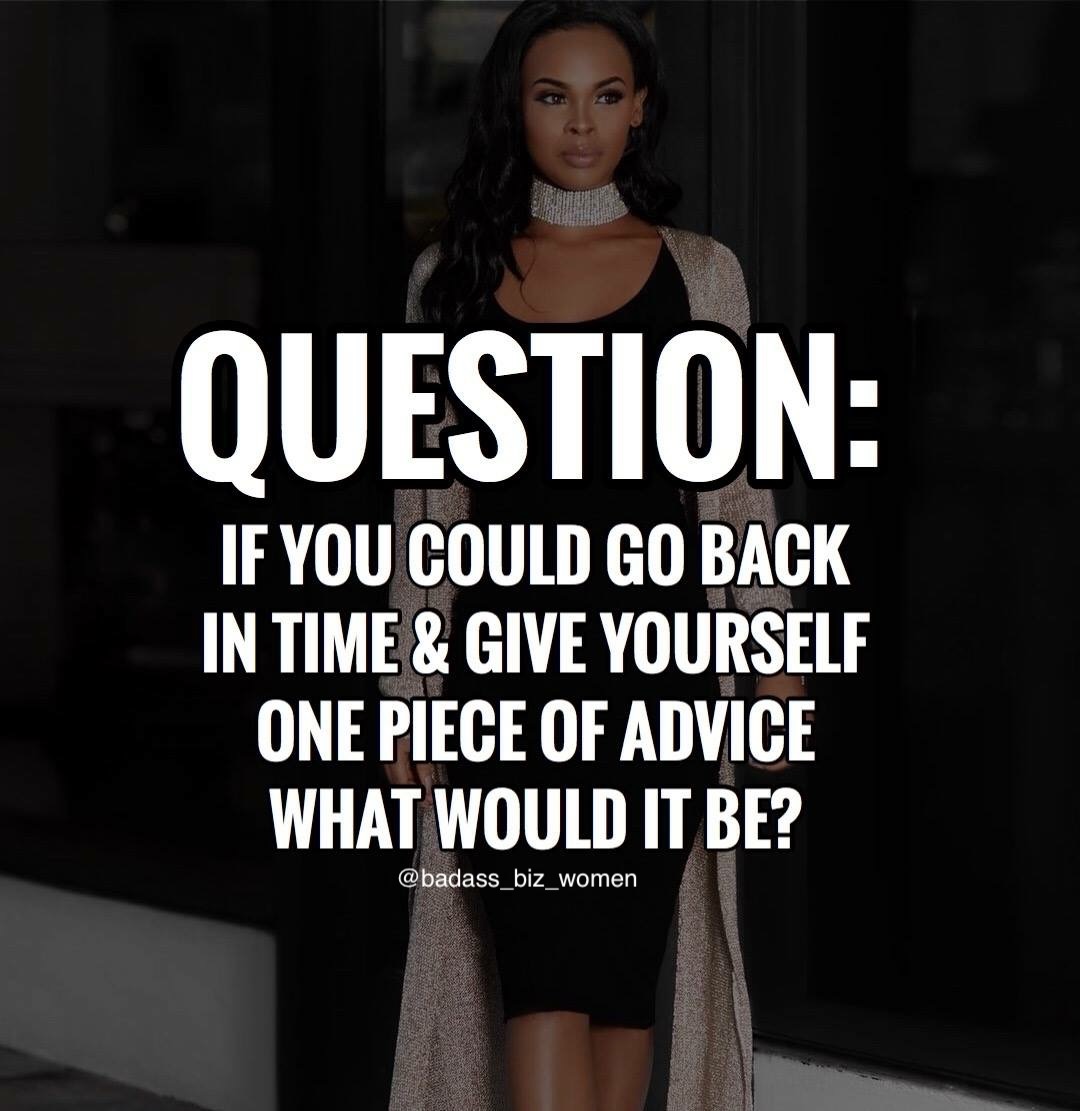 QUESTION:
IF YOU COULD GO BACK
IN TIME & GIVE YOURSELF
ONE PIECE OF ADVICE
WHAT WOULD IT BE?
@badass_biz_women